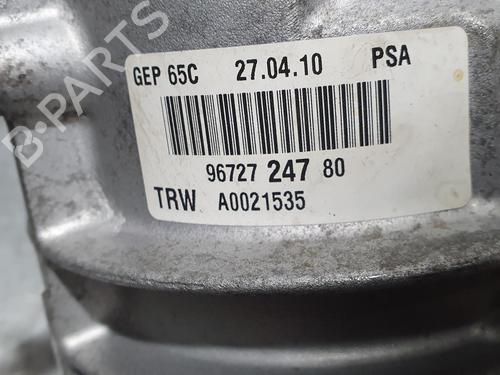 GEP 65C 27.04.10 PSA
96727 247 80
TRW A0021535
B-PARTS